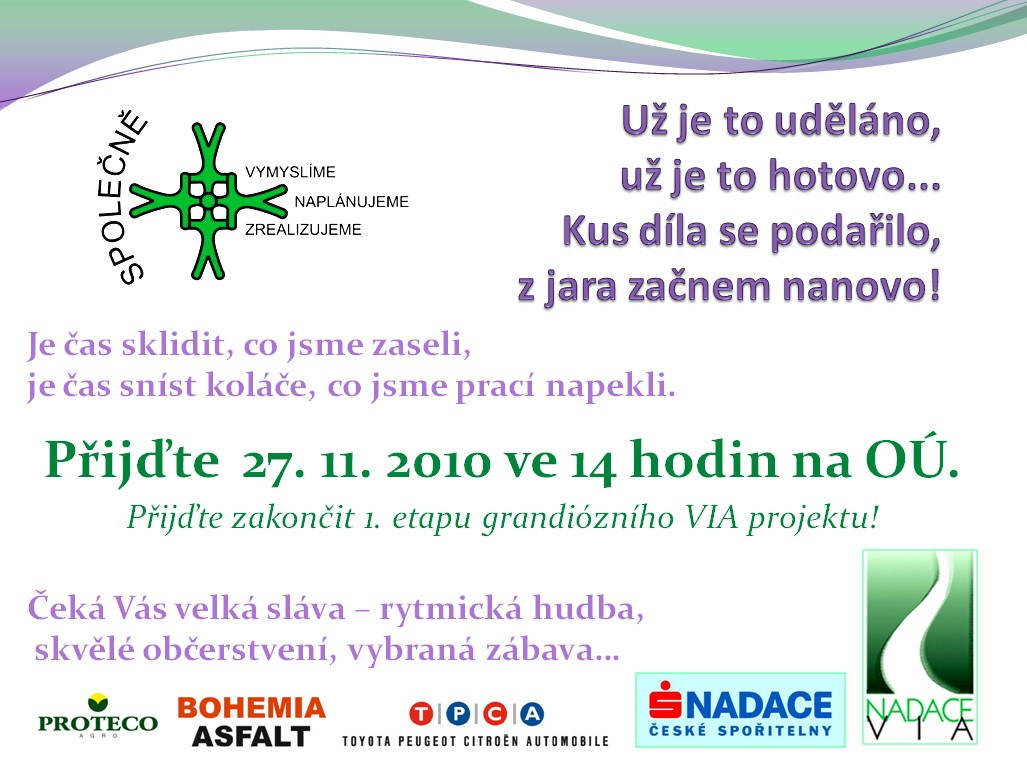 SPOLEČNĚ
VYMYSLÍME
NAPLÁNUJEME
ZREALIZUJEME
Už je to uděláno,
už je to hotovo...
Kus díla se podařilo,
z jara začnem nanovo!
Je čas sklidit, co jsme zaseli,
je čas sníst koláče, co jsme prací napekli.
Přijďte 27. 11. 2010 ve 14 hodin na OÚ.
Přijďte zakončit 1. etapu grandiózního VIA projektu!
Čeká Vás velká sláva – rytmická hudba,
skvělé občerstvení, vybraná zábava...
PROTECO
AGRO
BOHEMIA
ASFALT
T|P|C|A
TOYOTA PEUGEOT CITROËN AUTOMOBILE
NADACE
ČESKÉ SPOŘITELNY
NADACE
VIA